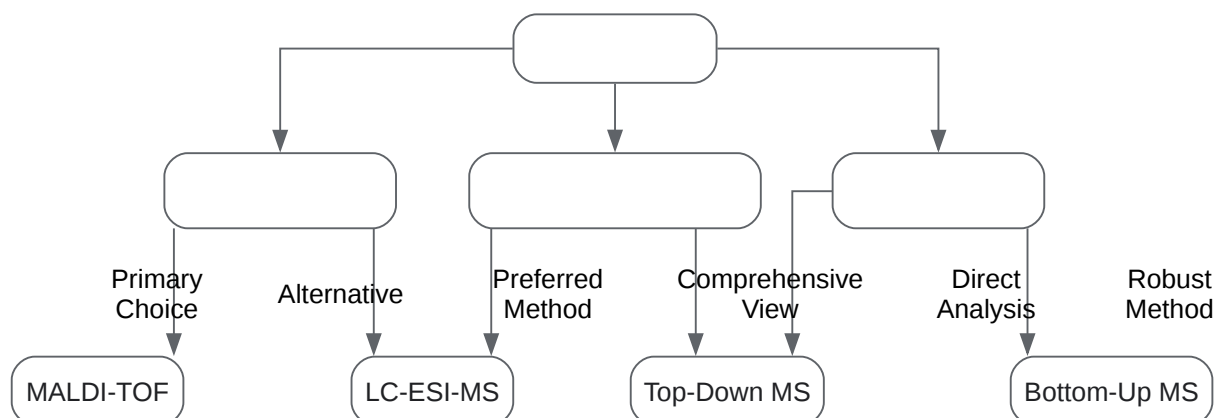 Primary
Choice
Alternative
Preferred
Method
Comprehensive
View
Direct
Analysis
Robust
Method
MALDI-TOF
LC-ESI-MS
Top-Down MS
Bottom-Up MS